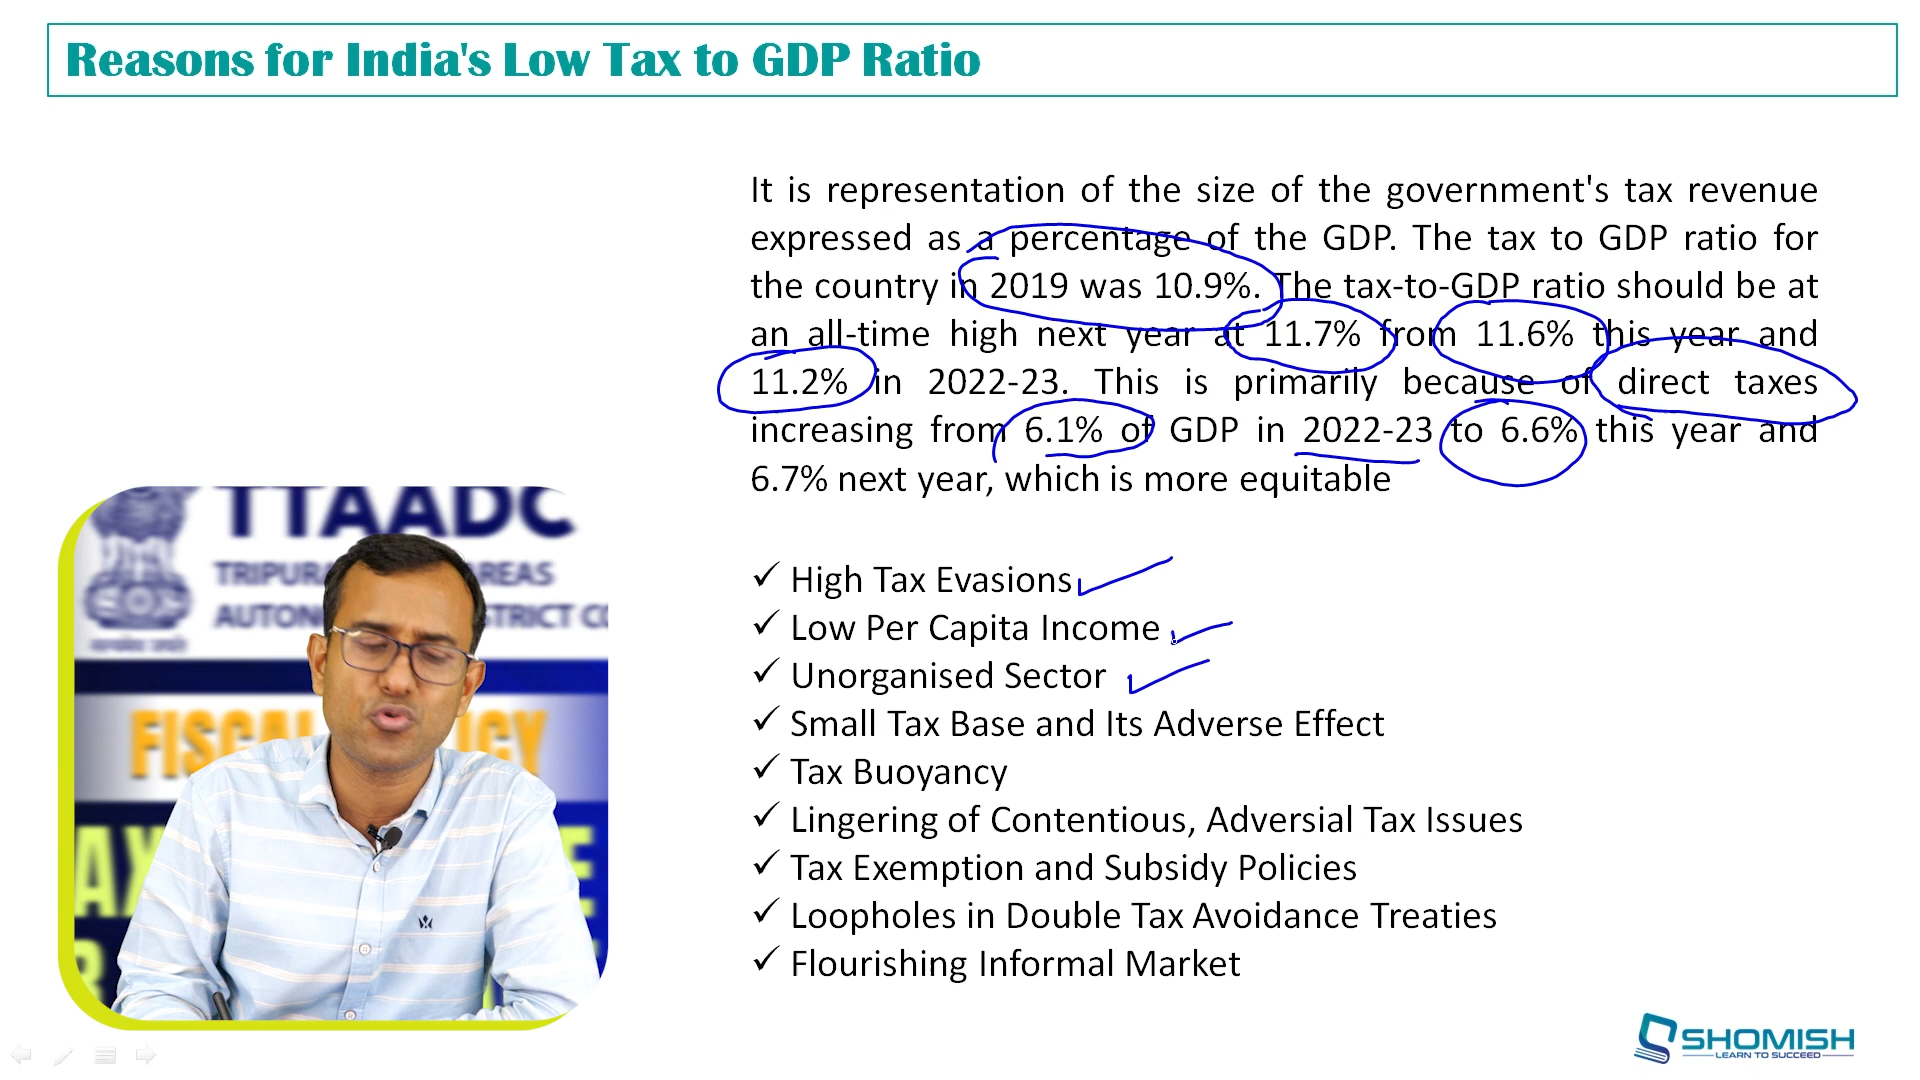 Reasons for India's Low Tax to GDP Ratio
It is representation of the size of the government's tax revenue
expressed as a percentage of the GDP. The tax to GDP ratio for
the country in 2019 was 10.9%. The tax-to-GDP ratio should be at
an all-time high next year at 11.7% from 11.6% this year and
11.2% in 2022-23. This is primarily because of direct taxes
increasing from 6.1% of GDP in 2022-23 to 6.6% this year and
6.7% next year, which is more equitable
High Tax Evasions
Low Per Capita Income
Unorganised Sector
Small Tax Base and Its Adverse Effect
Tax Buoyancy
Lingering of Contentious, Adversial Tax Issues
Tax Exemption and Subsidy Policies
Loopholes in Double Tax Avoidance Treaties
Flourishing Informal Market
TTAADC
TRIPURA AREAS
SHOMISH
LEARN TO SUCCEED